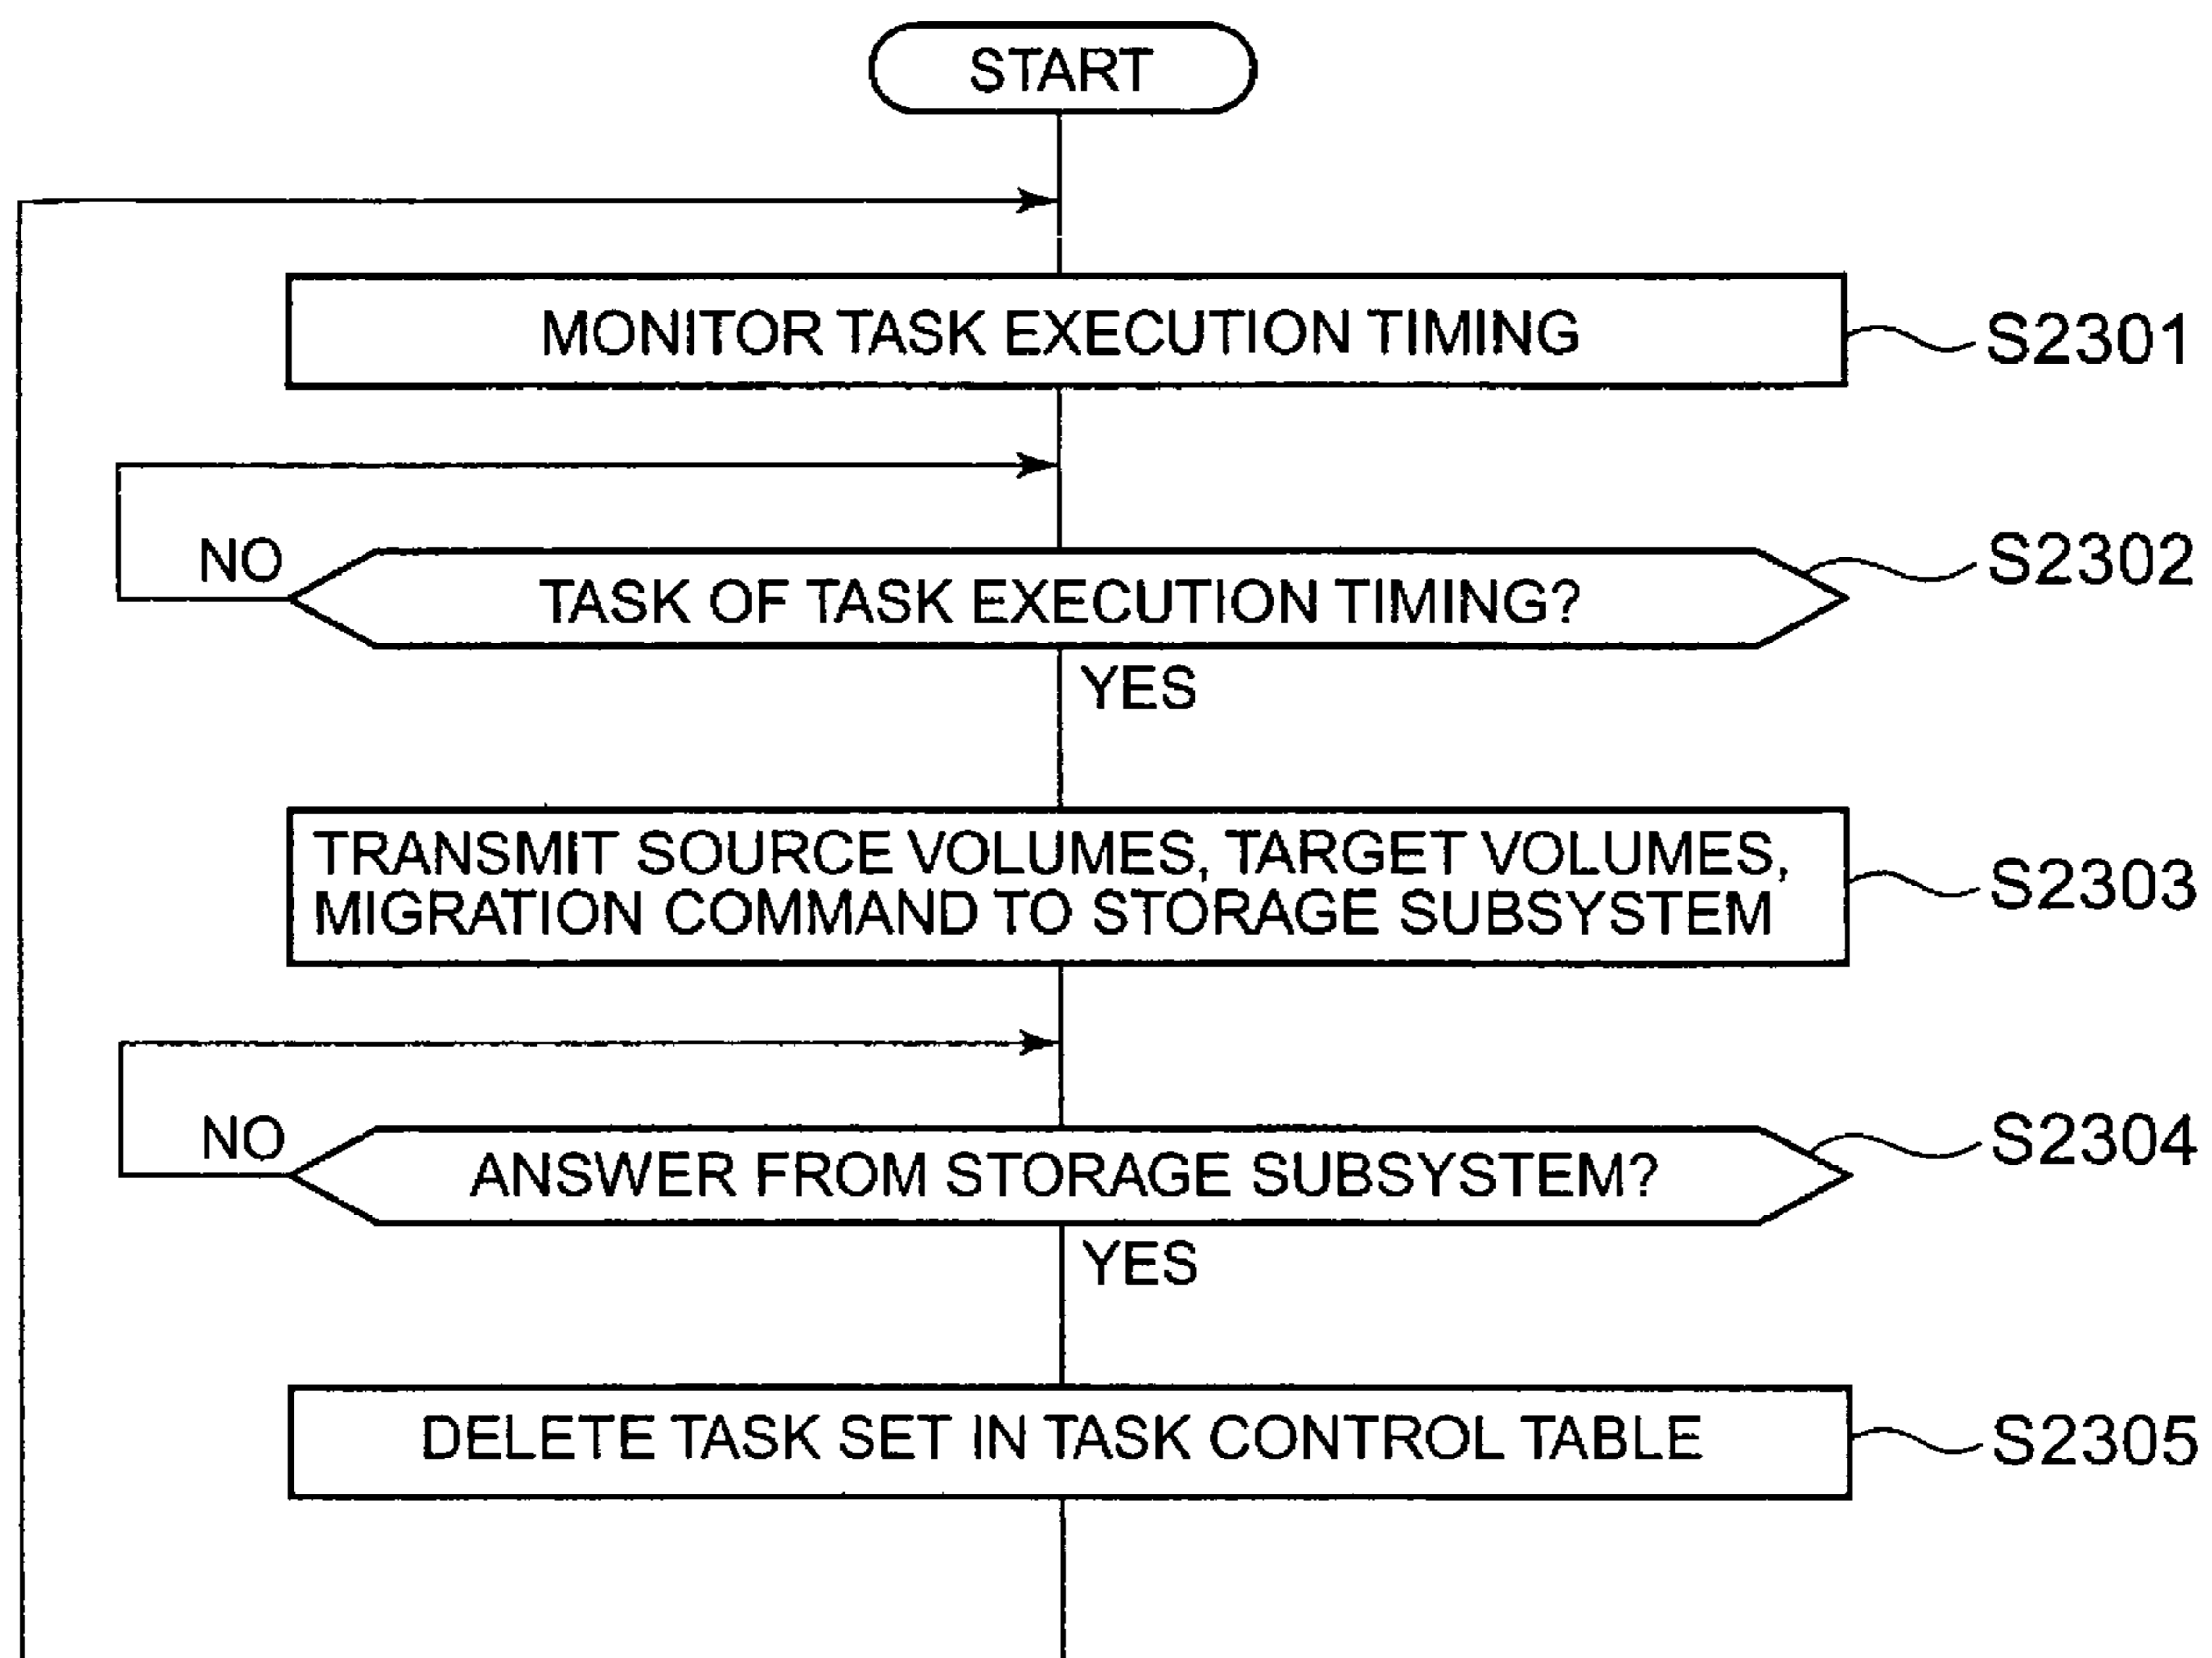 START
MONITOR TASK EXECUTION TIMING
S2301
NO
TASK OF TASK EXECUTION TIMING?
S2302
YES
TRANSMIT SOURCE VOLUMES, TARGET VOLUMES,
MIGRATION COMMAND TO STORAGE SUBSYSTEM
S2303
NO
ANSWER FROM STORAGE SUBSYSTEM?
S2304
YES
DELETE TASK SET IN TASK CONTROL TABLE
S2305